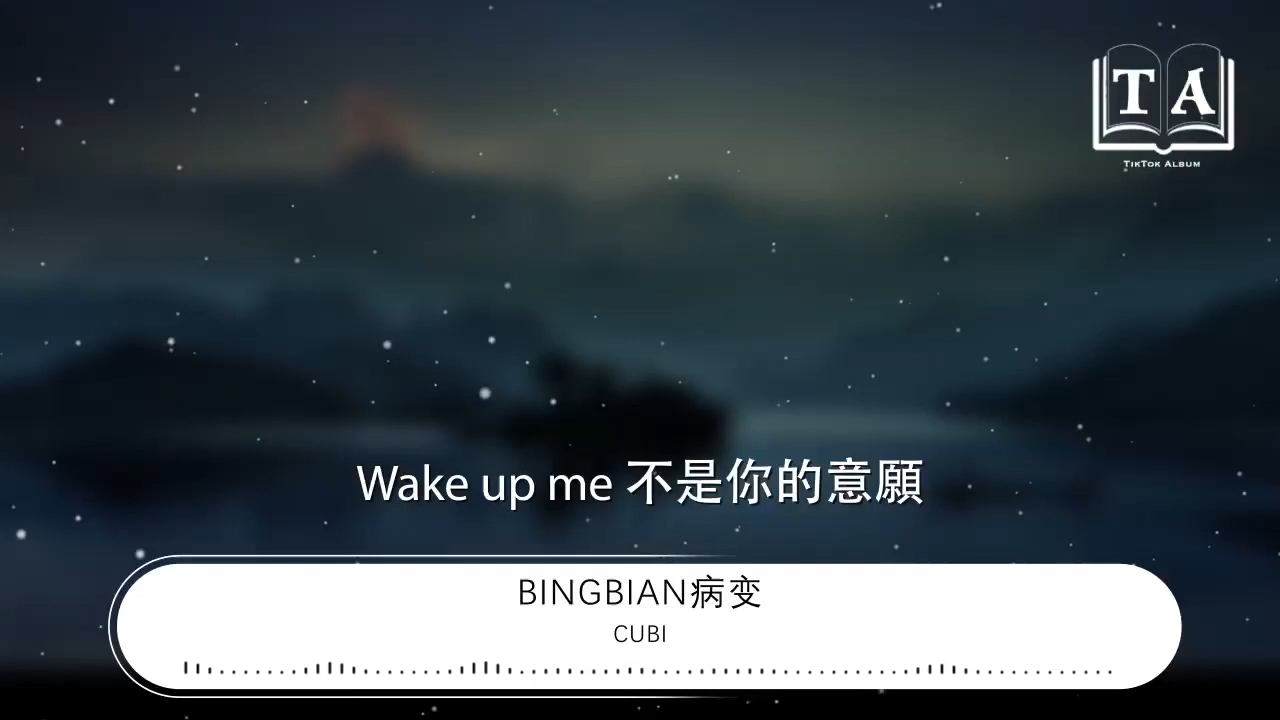 TA
TikTok Album
Wake up me 不是你的意願
BINGBIAN病变
CUBI